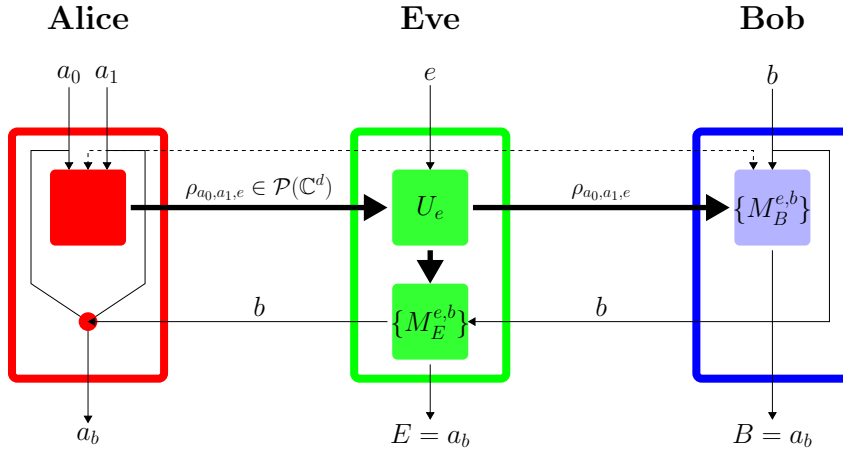 Alice Eve Bob
a_0 a_1 e b
ρ_{a_0,a_1,e} ∈ 𝒫(ℂ^d) U_e ρ_{a_0,a_1,e} {M_B^{e,b}}
b {M_E^{e,b}} b
a_b E = a_b B = a_b